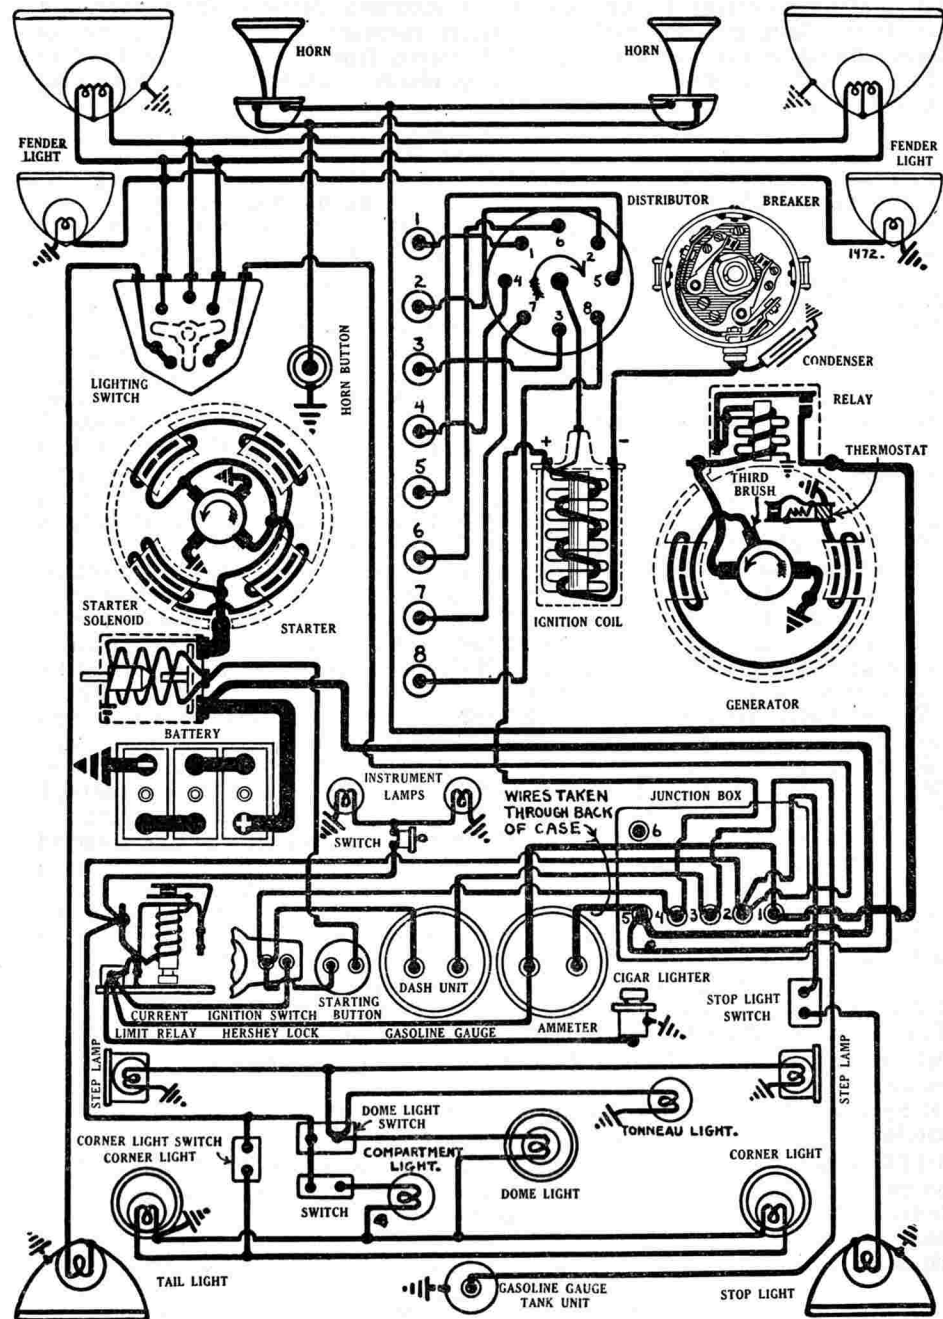 HORN
HORN
FENDER
LIGHT
FENDER
LIGHT
DISTRIBUTOR
BREAKER
1472.
1
2
3
4
5
6
7
8
1
6
2
4
5
7
3
8
CONDENSER
LIGHTING
SWITCH
HORN BUTTON
RELAY
THERMOSTAT
THIRD
BRUSH
+
-
STARTER
SOLENOID
STARTER
IGNITION COIL
GENERATOR
BATTERY
INSTRUMENT
LAMPS
SWITCH
WIRES TAKEN
THROUGH BACK
OF CASE
JUNCTION BOX
6
5
4
3
2
1
CURRENT
LIMIT RELAY
IGNITION SWITCH
HERSHEY LOCK
STARTING
BUTTON
DASH UNIT
GASOLINE GAUGE
AMMETER
CIGAR LIGHTER
STOP LIGHT
SWITCH
STEP LAMP
STEP LAMP
DOME LIGHT
SWITCH
TONNEAU LIGHT.
CORNER LIGHT SWITCH
CORNER LIGHT
COMPARTMENT
LIGHT.
CORNER LIGHT
SWITCH
DOME LIGHT
TAIL LIGHT
GASOLINE GAUGE
TANK UNIT
STOP LIGHT